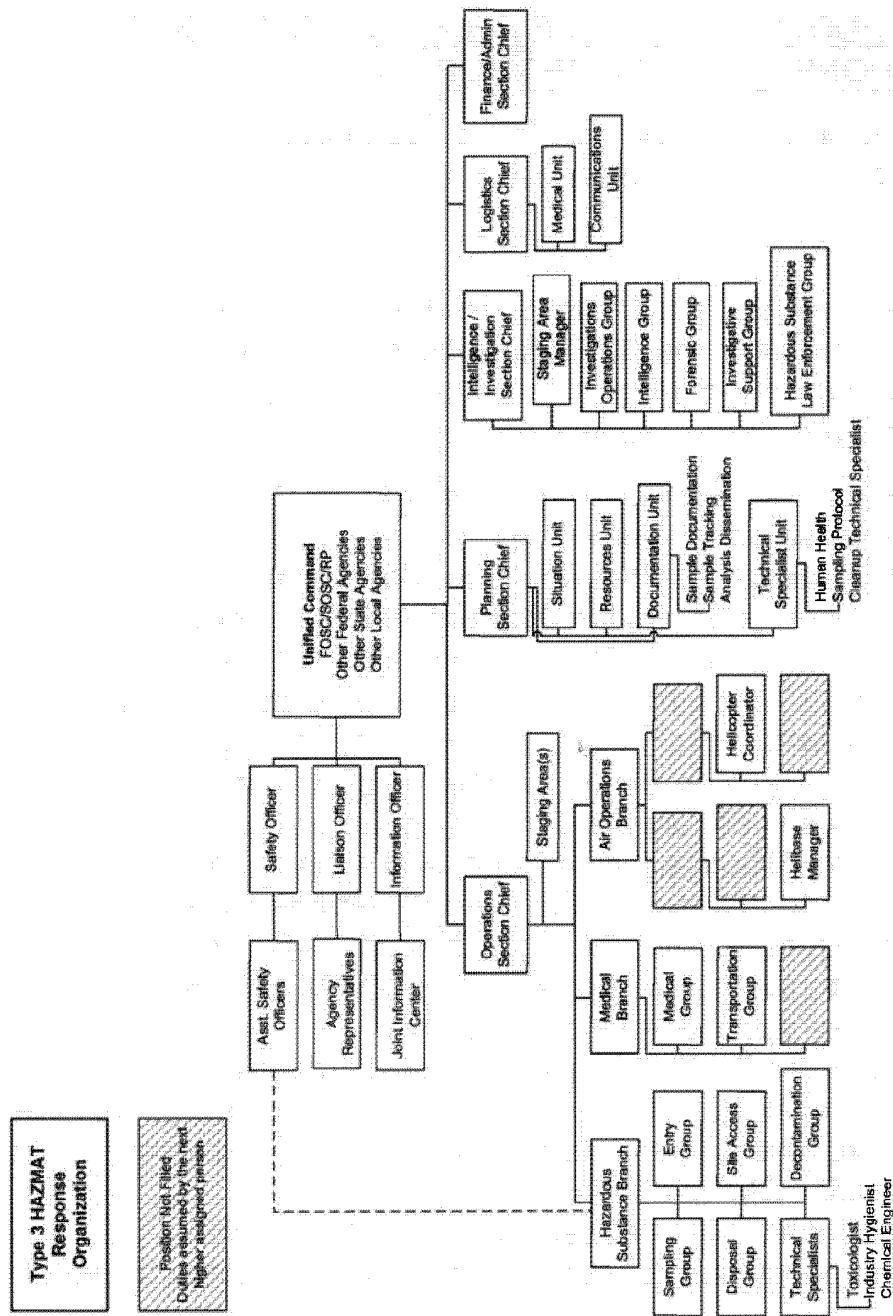 Type 3 HAZMAT
Response
Organization
Position Not Filled
Duties assumed by the next
higher assigned person
Unified Command
FOSC/SOSC/RP
Other Federal Agencies
Other State Agencies
Other Local Agencies
Safety Officer
Asst. Safety
Officers
Liaison Officer
Agency
Representatives
Information Officer
Joint Information
Center
Operations
Section Chief
Staging Area(s)
Hazardous
Substance Branch
Sampling
Group
Entry
Group
Disposal Group
Site Access
Group
Technical
Specialists
Decontamination
Group
Toxicologist
Industry Hygienist
Chemical Engineer
Medical
Branch
Medical
Group
Transportation
Group
Air Operations
Branch
Helibase
Manager
Helicopter
Coordinator
Planning
Section Chief
Situation Unit
Resources Unit
Documentation Unit
Sample Documentation
Sample Tracking
Analysis Dissemination
Technical
Specialist Unit
Human Health
Sampling Protocol
Cleanup Technical Specialist
Intelligence /
Investigation
Section Chief
Staging Area
Manager
Investigations
Operations Group
Intelligence Group
Forensic Group
Investigative
Support Group
Hazardous Substance
Law Enforcement Group
Logistics
Section Chief
Medical Unit
Communications
Unit
Finance/Admin
Section Chief